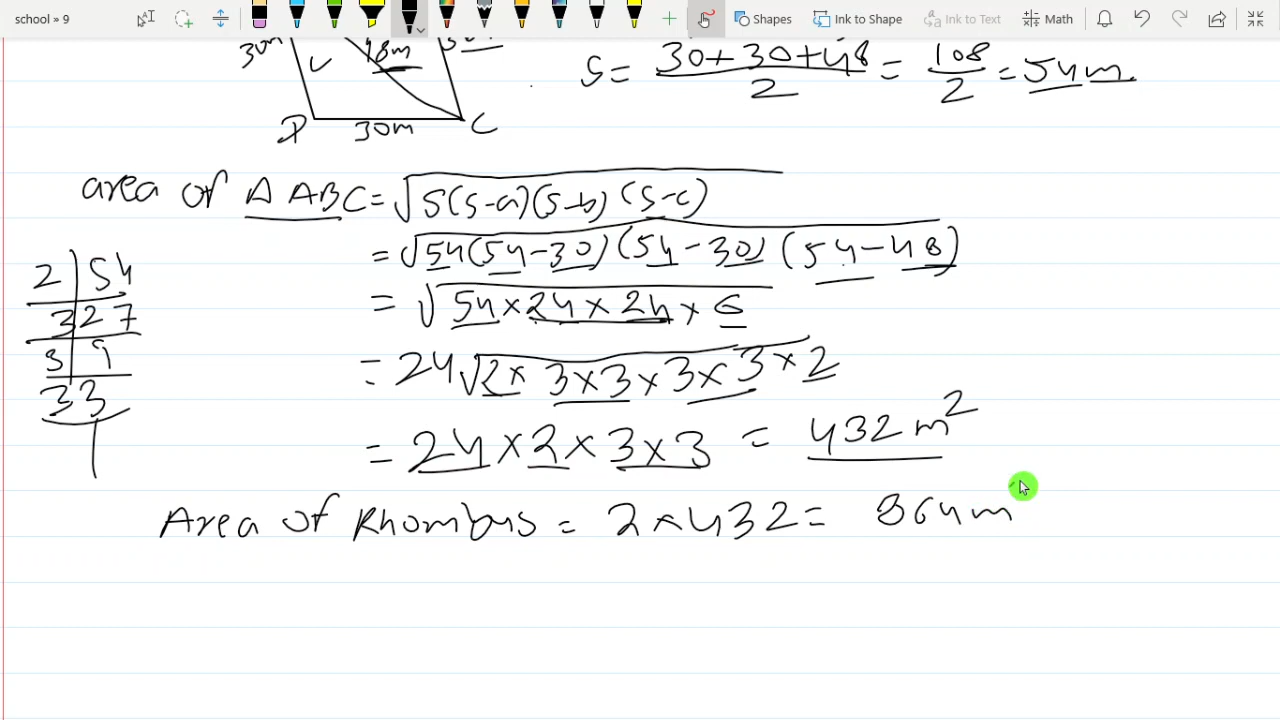 school » 9
Shapes Ink to Shape Ink to Text Math
30m 48m
S = 30+30+48/2 = 108/2 = 54m
D 30m C
area of Δ ABC = √S(S-a)(S-b)(S-c)
= √54(54-30)(54-30)(54-48)
= √54×24×24×6
= 24√2×3×3×3×3×2
= 24×2×3×3 = 432 m²
2 54
3 27
3 9
3 3
1
Area of Rhombus = 2×432 = 864m